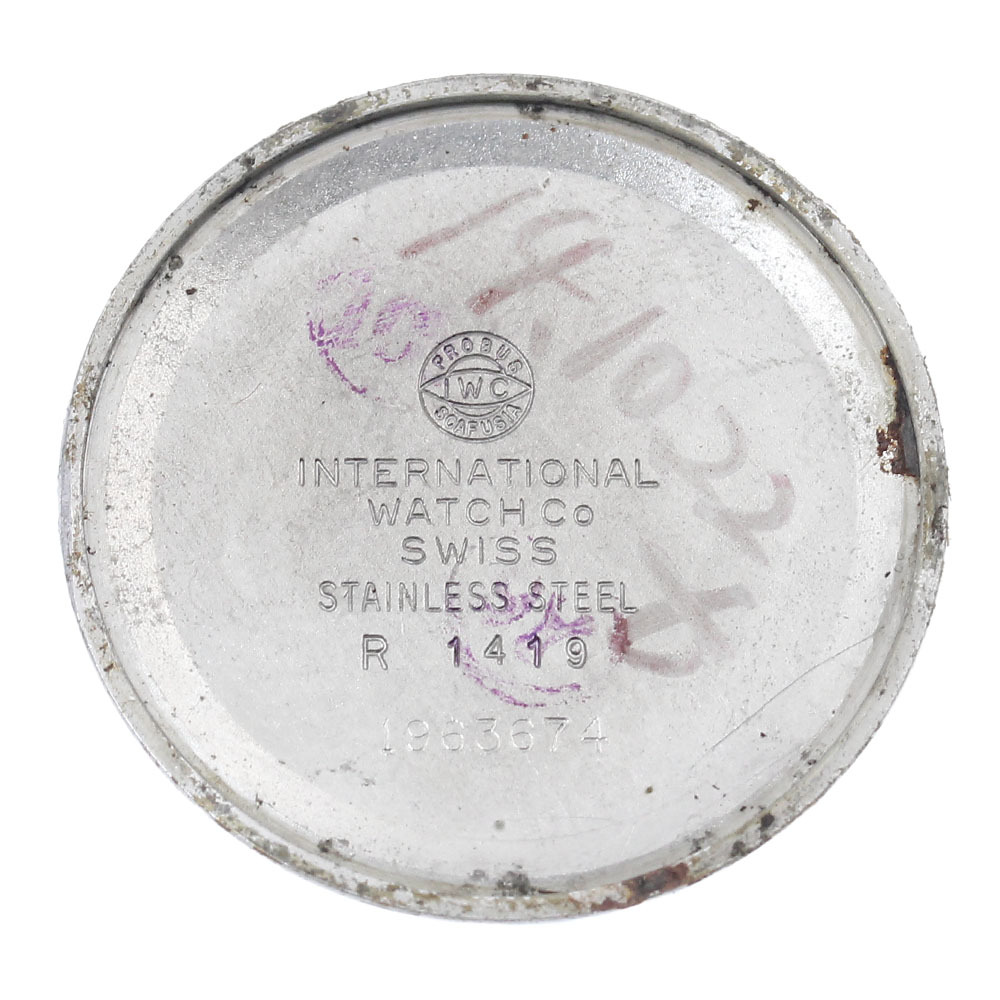 PROBUS
IWC
SCAFUSIA
INTERNATIONAL
WATCH Co
SWISS
STAINLESS STEEL
R 1419
1963674